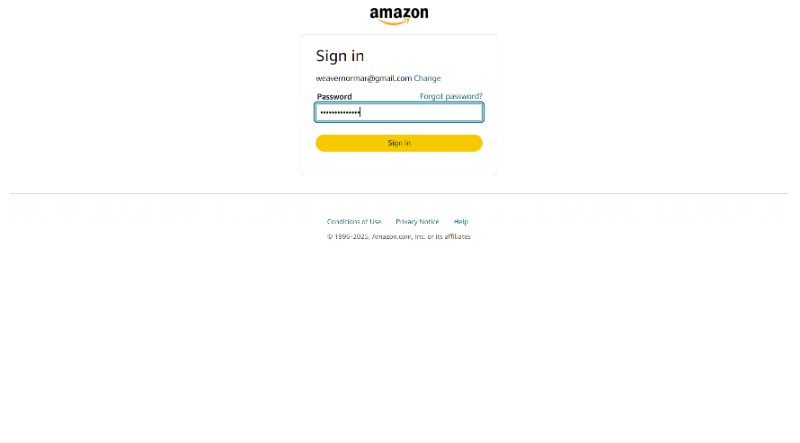 amazon
Sign in
weavernormar@gmail.com Change
Password Forgot password?
••••••••••••••
Sign in
Conditions of Use Privacy Notice Help
© 1996-2025, Amazon.com, Inc. or its affiliates